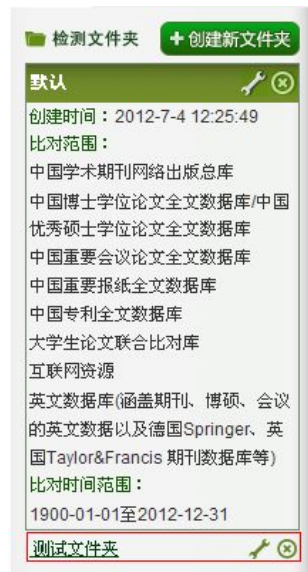 检测文件夹 +创建新文件夹
默认
创建时间：2012-7-4 12:25:49
比对范围：
中国学术期刊网络出版总库
中国博士学位论文全文数据库/中国
优秀硕士学位论文全文数据库
中国重要会议论文全文数据库
中国重要报纸全文数据库
中国专利全文数据库
大学生论文联合比对库
互联网资源
英文数据库(涵盖期刊、博硕、会议
的英文数据以及德国Springer、英
国Taylor&Francis 期刊数据库等)
比对时间范围：
1900-01-01至2012-12-31
测试文件夹